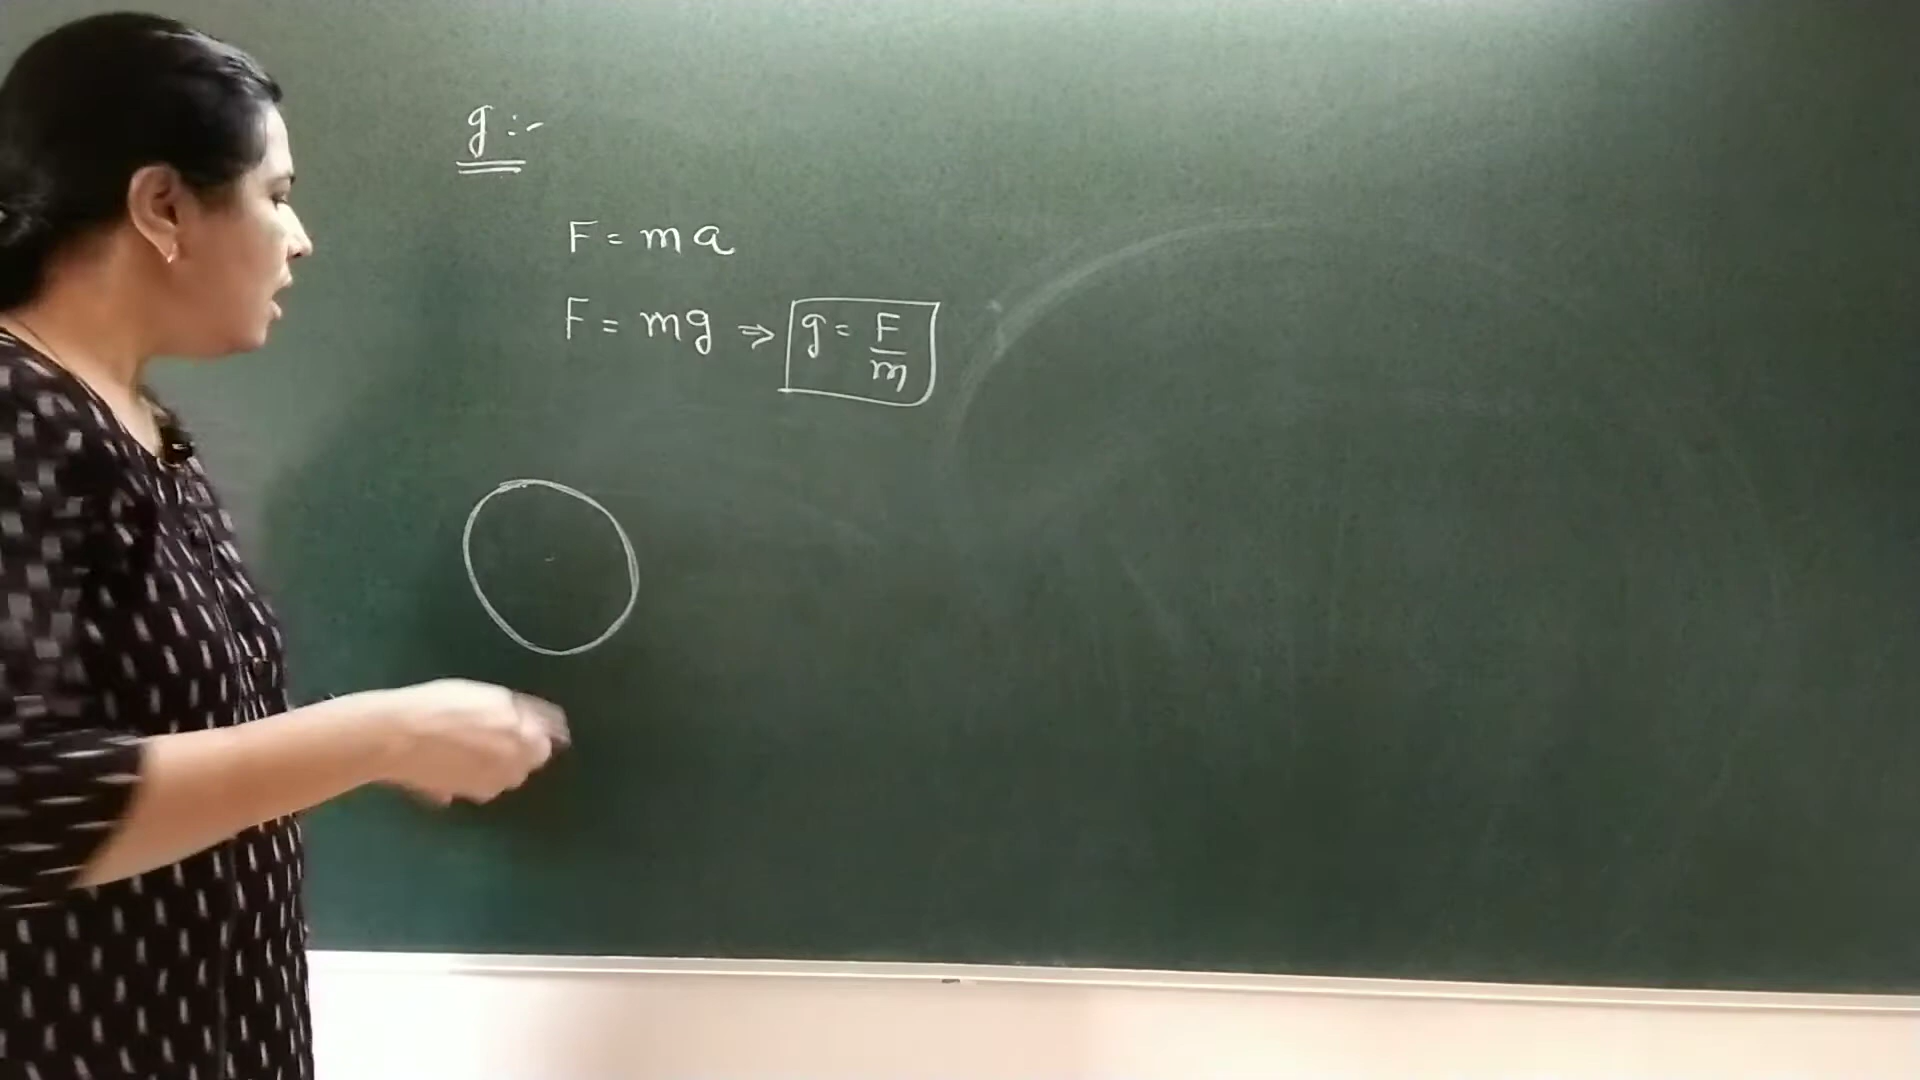 g :-
F = ma
F = mg ⇒ g = F/m